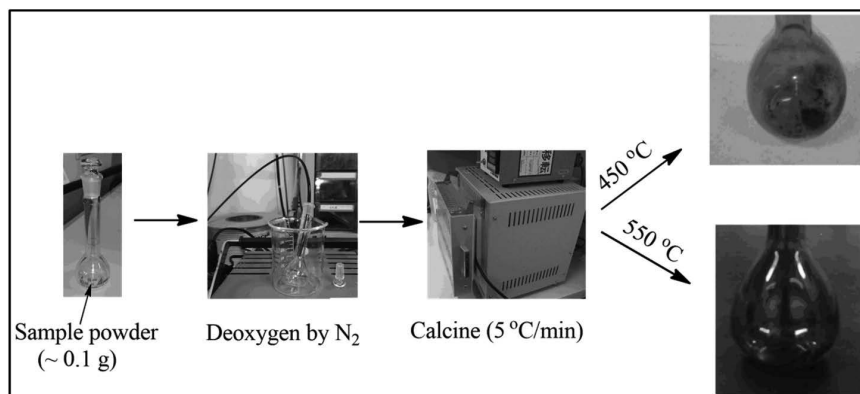 Sample powder
(~ 0.1 g)
Deoxygen by N₂
Calcine (5 °C/min)
450 °C
550 °C